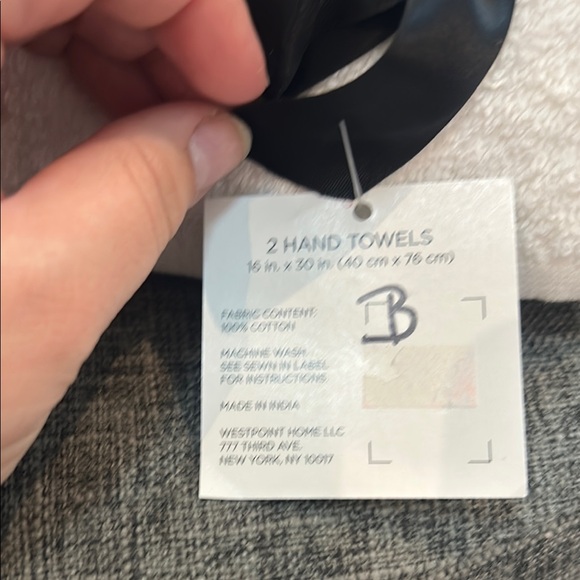 2 HAND TOWELS
16 in. x 30 in. (40 cm x 76 cm)
B
FABRIC CONTENT:
100% COTTON
MACHINE WASH.
SEE SEWN IN LABEL
FOR INSTRUCTIONS.
MADE IN INDIA
WESTPOINT HOME LLC
777 THIRD AVE.
NEW YORK, NY 10017